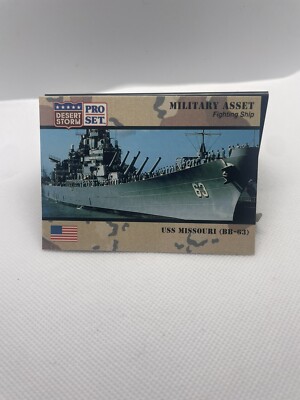 DESERT STORM
PRO SET.
MILITARY ASSET
Fighting Ship
63
USS MISSOURI (BB-63)